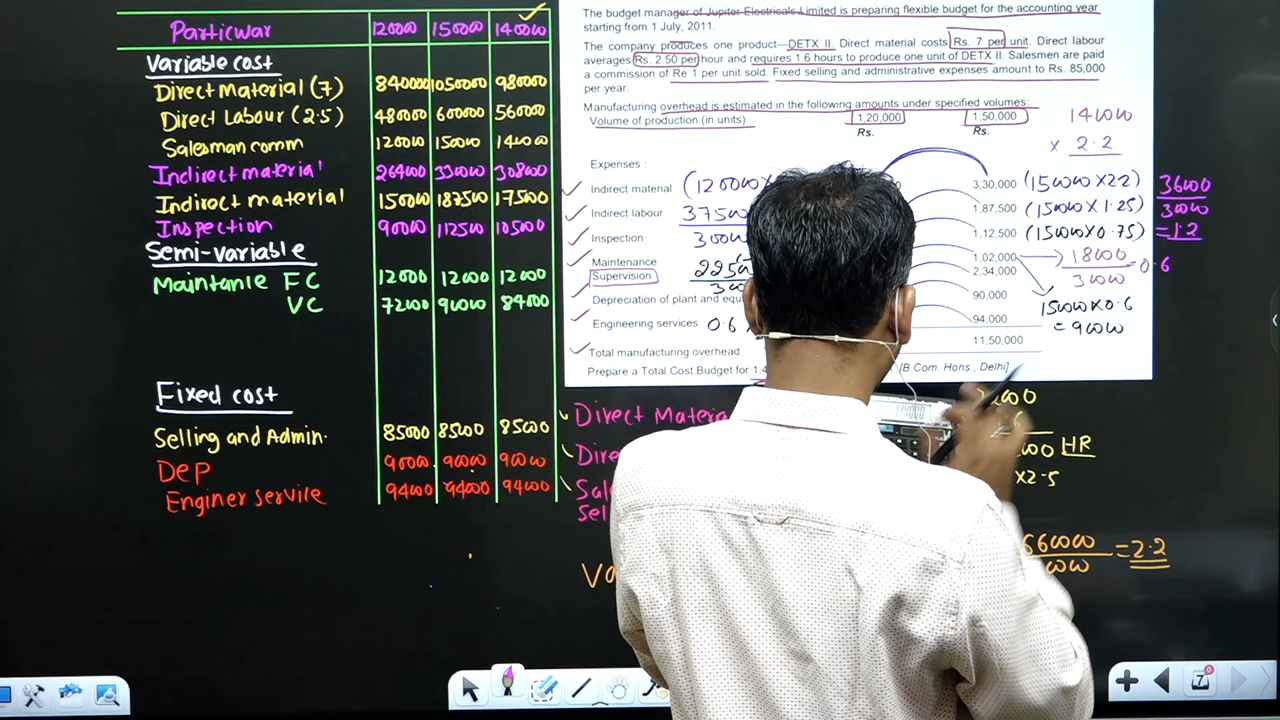 Particular 120000 150000 140000
Variable cost
Direct Material (7) 840000 1050000 980000
Direct Labour (2.5) 480000 600000 560000
Salesman comm 120000 150000 140000
Indirect material 264000 330000 308000
Indirect material 150000 187500 175000
Inspection 90000 112500 105000
Semi-variable
Maintanle FC 12000 12000 12000
VC 72000 90000 84000
Fixed cost
Selling and Admin. 85000 85000 85000
Dep 90000 90000 90000
Enginer service 94000 94000 94000
The budget manager of Jupiter Electricals Limited is preparing flexible budget for the accounting year
starting from 1 July, 2011.
The company produces one product—DETX II. Direct material costs Rs. 7 per unit. Direct labour
averages Rs. 2.50 per hour and requires 1.6 hours to produce one unit of DETX II. Salesmen are paid
a commission of Re 1 per unit sold. Fixed selling and administrative expenses amount to Rs. 85,000
per year.
Manufacturing overhead is estimated in the following amounts under specified volumes:
Volume of production (in units) 1,20,000 1,50,000
Rs. Rs.
140000
x 2.2
Expenses :
Indirect material (120000 3,30,000 (150000 x 2.2)
Indirect labour 1,87,500 (150000 x 1.25)
Inspection 1,12,500 (150000 x 0.75)
Maintenance 1,02,000
Supervision 2,34,000
Depreciation of plant and 90,000
Engineering services 0.6 94,000
Total manufacturing overhead 11,50,000
Prepare a Total Cost Budget for [B Com. Hons., Delhi]
36000
30000
=1.2
18000
30000
=0.6
150000 x 0.6
= 90000
HR
x2.5
=2.2
7